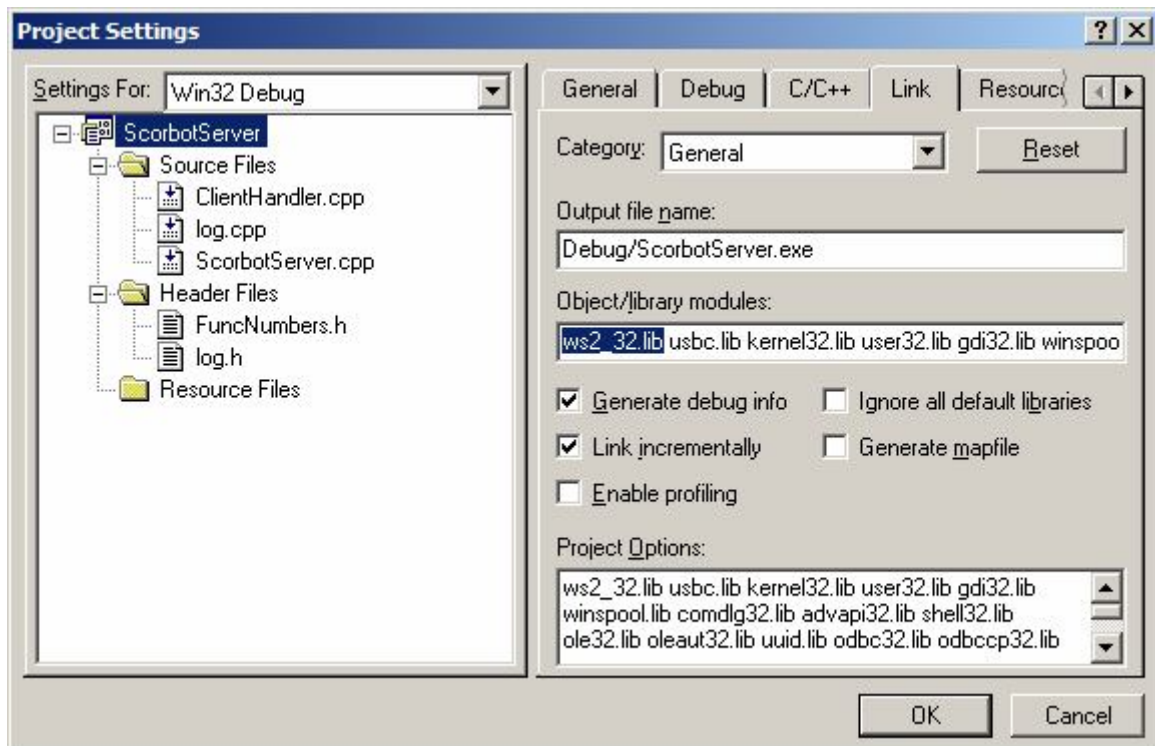 Project Settings
Settings For: Win32 Debug
ScorbotServer
Source Files
ClientHandler.cpp
log.cpp
ScorbotServer.cpp
Header Files
FuncNumbers.h
log.h
Resource Files
General Debug C/C++ Link Resourc
Category: General Reset
Output file name:
Debug/ScorbotServer.exe
Object/library modules:
ws2_32.lib usbc.lib kernel32.lib user32.lib gdi32.lib winspoo
Generate debug info Ignore all default libraries
Link incrementally Generate mapfile
Enable profiling
Project Options:
ws2_32.lib usbc.lib kernel32.lib user32.lib gdi32.lib
winspool.lib comdlg32.lib advapi32.lib shell32.lib
ole32.lib oleaut32.lib uuid.lib odbc32.lib odbccp32.lib
OK Cancel